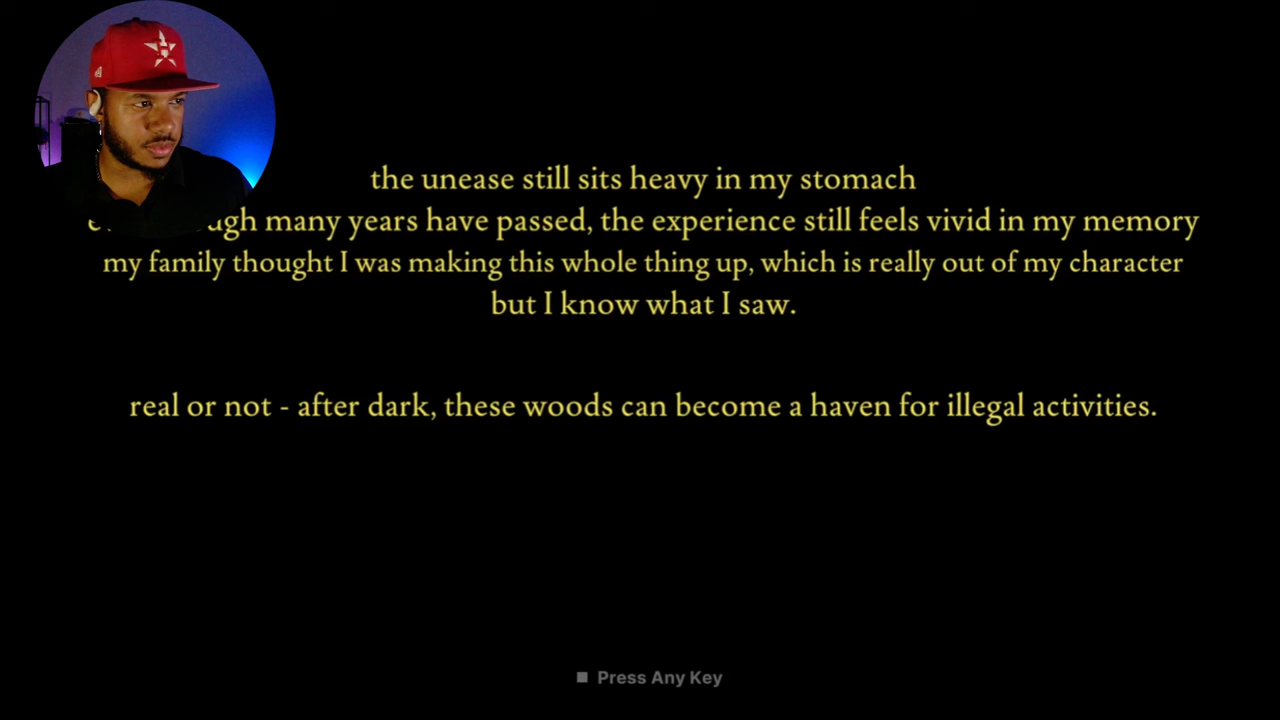 the unease still sits heavy in my stomach
many years have passed, the experience still feels vivid in my memory
my family thought I was making this whole thing up, which is really out of my character
but I know what I saw.
real or not - after dark, these woods can become a haven for illegal activities.
Press Any Key